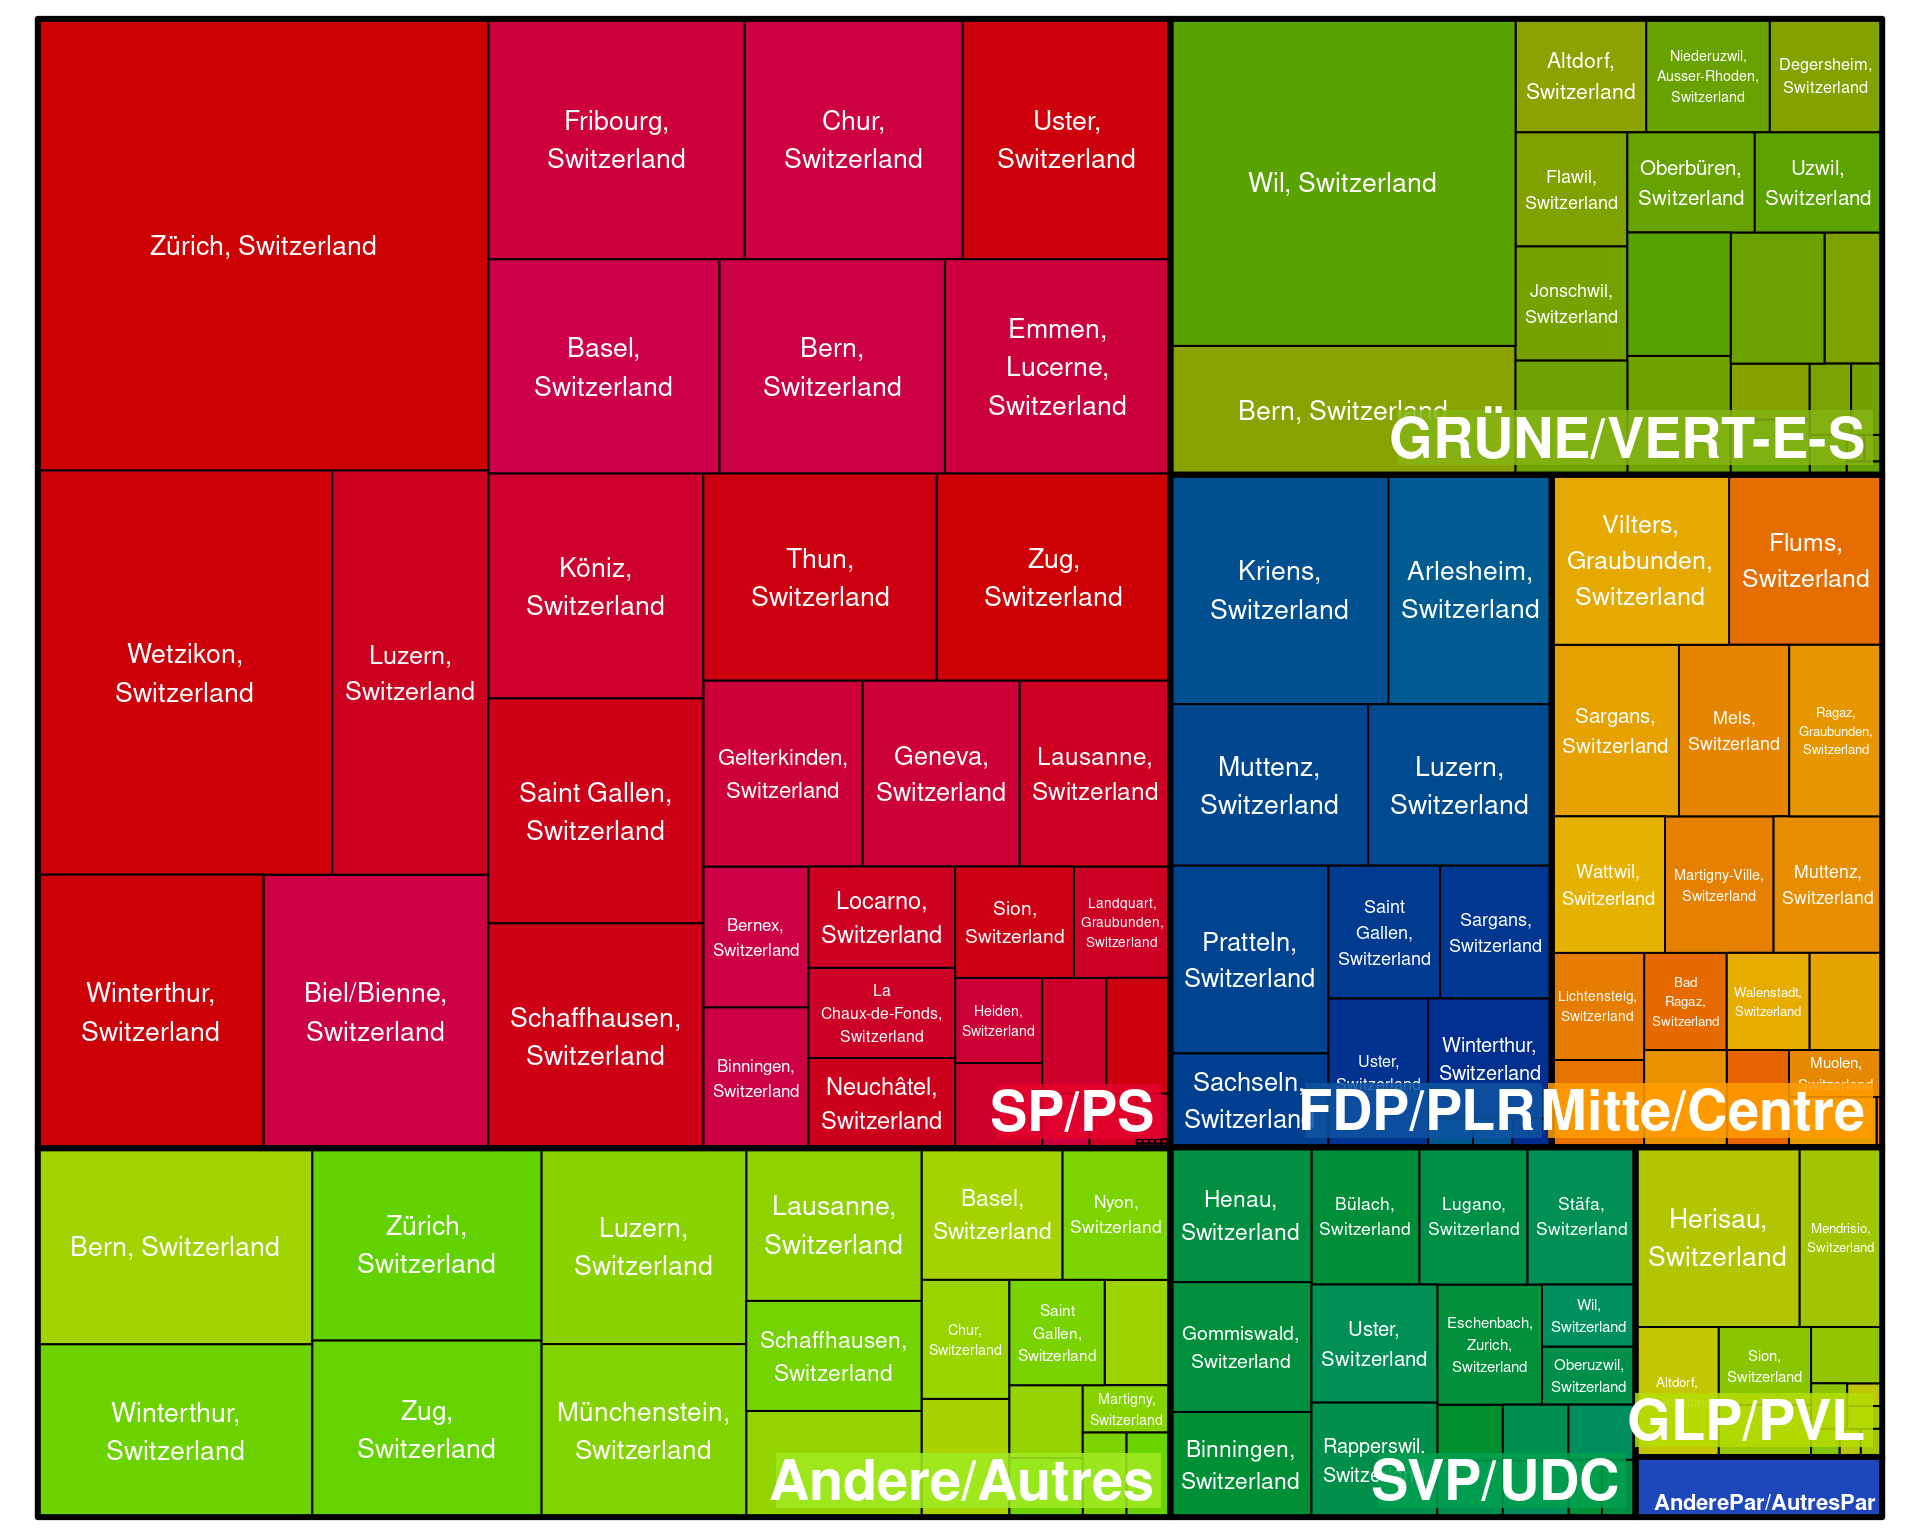 Zürich, Switzerland
Fribourg,
Switzerland
Chur,
Switzerland
Uster,
Switzerland
Basel,
Switzerland
Bern,
Switzerland
Emmen,
Lucerne,
Switzerland
Wetzikon,
Switzerland
Luzern,
Switzerland
Winterthur,
Switzerland
Biel/Bienne,
Switzerland
Köniz,
Switzerland
Thun,
Switzerland
Zug,
Switzerland
Saint Gallen,
Switzerland
Schaffhausen,
Switzerland
Gelterkinden,
Switzerland
Geneva,
Switzerland
Lausanne,
Switzerland
Bernex,
Switzerland
Binningen,
Switzerland
Locarno,
Switzerland
La
Chaux-de-Fonds,
Switzerland
Neuchâtel,
Switzerland
Sion,
Switzerland
Landquart,
Graubunden,
Switzerland
Heiden,
Switzerland
SP/PS
Wil, Switzerland
Bern, Switzerland
Altdorf,
Switzerland
Niederuzwil,
Ausser-Rhoden,
Switzerland
Degersheim,
Switzerland
Flawil,
Switzerland
Oberbüren,
Switzerland
Uzwil,
Switzerland
Jonschwil,
Switzerland
GRÜNE/VERT-E-S
Kriens,
Switzerland
Arlesheim,
Switzerland
Muttenz,
Switzerland
Luzern,
Switzerland
Pratteln,
Switzerland
Saint
Gallen,
Switzerland
Sargans,
Switzerland
Sachseln,
Switzerland
Uster,
Switzerland
Winterthur,
Switzerland
FDP/PLR
Vilters,
Graubunden,
Switzerland
Flums,
Switzerland
Sargans,
Switzerland
Mels,
Switzerland
Ragaz,
Graubunden,
Switzerland
Wattwil,
Switzerland
Martigny-Ville,
Switzerland
Muttenz,
Switzerland
Lichtensteig,
Switzerland
Bad
Ragaz,
Switzerland
Walenstadt,
Switzerland
Muolen,
Switzerland
Mitte/Centre
Bern, Switzerland
Zürich,
Switzerland
Luzern,
Switzerland
Winterthur,
Switzerland
Zug,
Switzerland
Münchenstein,
Switzerland
Lausanne,
Switzerland
Schaffhausen,
Switzerland
Basel,
Switzerland
Nyon,
Switzerland
Chur,
Switzerland
Saint
Gallen,
Switzerland
Martigny,
Switzerland
Andere/Autres
Henau,
Switzerland
Bülach,
Switzerland
Lugano,
Switzerland
Stäfa,
Switzerland
Gommiswald,
Switzerland
Uster,
Switzerland
Eschenbach,
Zurich,
Switzerland
Wil,
Switzerland
Oberuzwil,
Switzerland
Binningen,
Switzerland
Rapperswil.
Switzerland
SVP/UDC
Herisau,
Switzerland
Mendrisio,
Switzerland
Altdorf,
Sion,
Switzerland
GLP/PVL
AnderePar/AutresPar